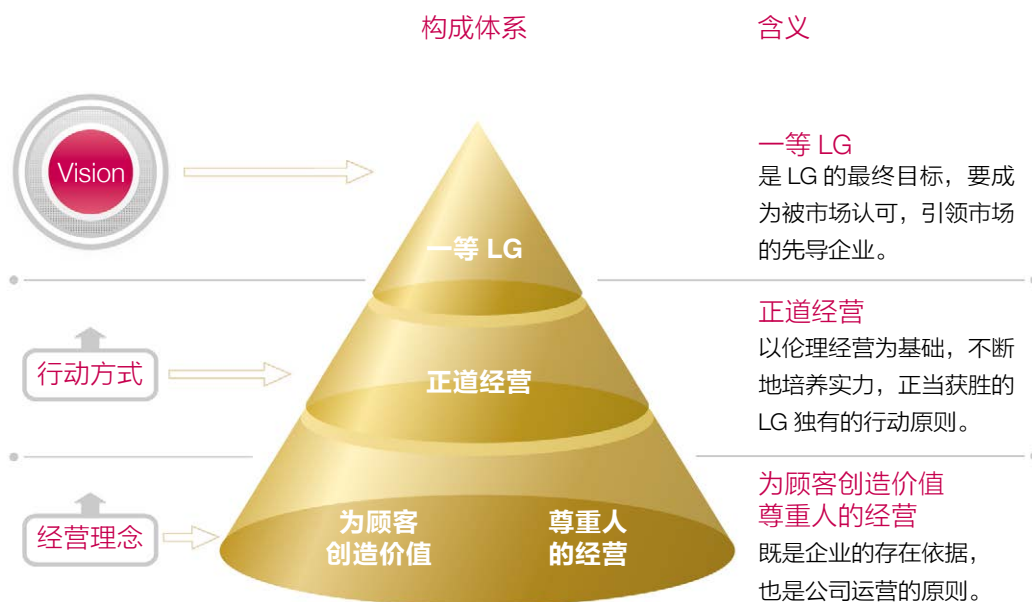 构成体系
含义
Vision
一等 LG
一等 LG
是 LG 的最终目标，要成
为被市场认可，引领市场
的先导企业。
行动方式
正道经营
正道经营
以伦理经营为基础，不断
地培养实力，正当获胜的
LG 独有的行动原则。
经营理念
为顾客
创造价值
尊重人
的经营
为顾客创造价值
尊重人的经营
既是企业的存在依据，
也是公司运营的原则。